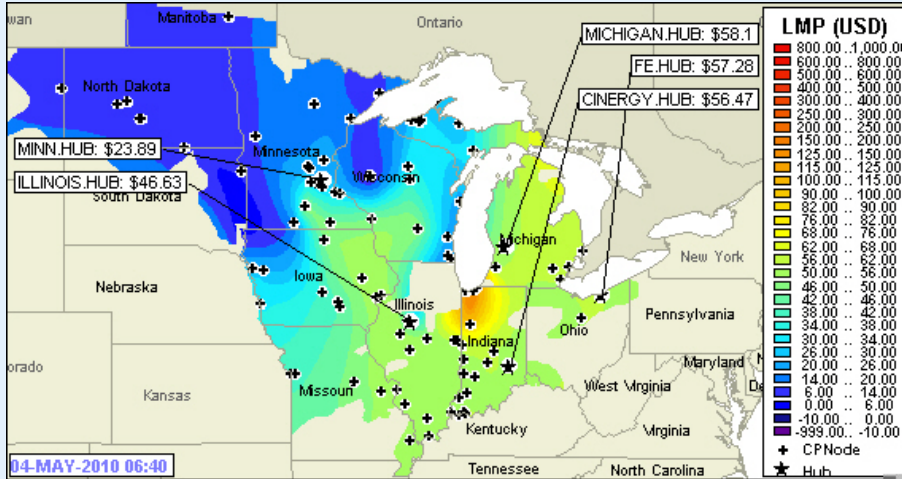 wan
Manitoba
Ontario
MICHIGAN.HUB: $58.1
FE.HUB: $57.28
CINERGY.HUB: $56.47
North Dakota
MINN.HUB: $23.89
Minnesota
ILLINOIS.HUB: $46.63
Wisconsin
South Dakota
Michigan
New York
Iowa
Nebraska
Illinois
Pennsylvania
Ohio
Indiana
orado
Maryland
Missouri
West Virginia
Kansas
Kentucky
Virginia
Tennessee
North Carolina
04-MAY-2010 06:40
LMP (USD)
800.00 .. 1,000.00
600.00 .. 800.00
500.00 .. 600.00
400.00 .. 500.00
300.00 .. 400.00
250.00 .. 300.00
200.00 .. 250.00
150.00 .. 200.00
125.00 .. 150.00
115.00 .. 125.00
100.00 .. 115.00
90.00 .. 100.00
82.00 .. 90.00
76.00 .. 82.00
68.00 .. 76.00
62.00 .. 68.00
56.00 .. 62.00
50.00 .. 56.00
46.00 .. 50.00
42.00 .. 46.00
38.00 .. 42.00
34.00 .. 38.00
30.00 .. 34.00
26.00 .. 30.00
20.00 .. 26.00
14.00 .. 20.00
6.00 .. 14.00
0.00 .. 6.00
-10.00 .. 0.00
-999.00 .. -10.00
CPNode
Hub